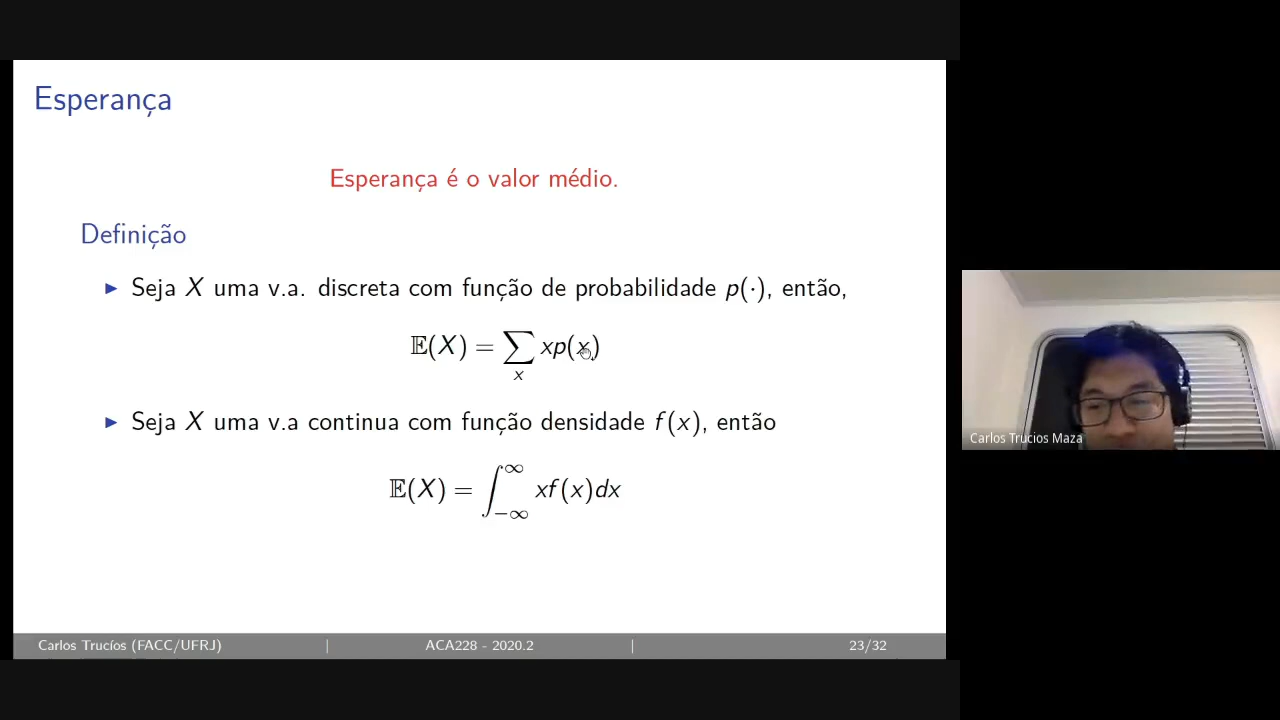 Esperança
Esperança é o valor médio.
Definição
▶ Seja X uma v.a. discreta com função de probabilidade p(·), então,
𝔼(X) = ∑ₓ xp(x)
▶ Seja X uma v.a continua com função densidade f(x), então
𝔼(X) = ∫_{−∞}^{∞} xf(x)dx
Carlos Trucíos (FACC/UFRJ) | ACA228 - 2020.2 | 23/32
Carlos Trucios Maza